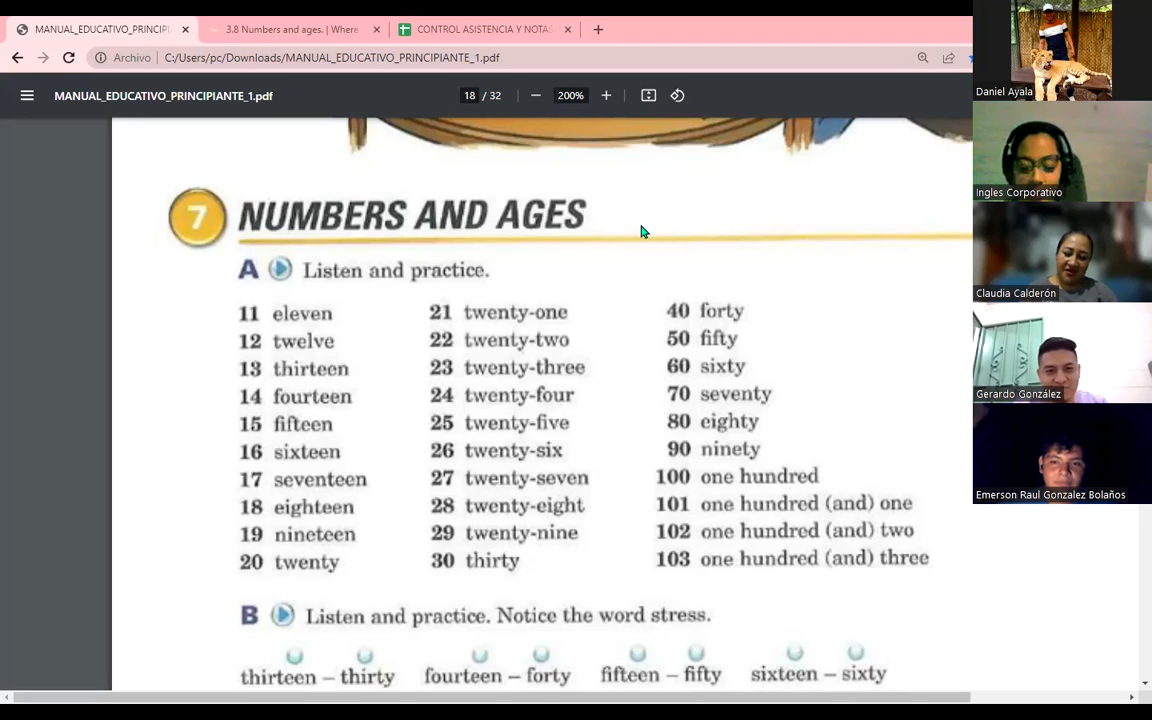 MANUAL_EDUCATIVO_PRINCIPI
3.8 Numbers and ages. | Where
CONTROL ASISTENCIA Y NOTAS
Archivo C:/Users/pc/Downloads/MANUAL_EDUCATIVO_PRINCIPIANTE_1.pdf
MANUAL_EDUCATIVO_PRINCIPIANTE_1.pdf 18 / 32 200%
7 NUMBERS AND AGES
A Listen and practice.
11 eleven 21 twenty-one 40 forty
12 twelve 22 twenty-two 50 fifty
13 thirteen 23 twenty-three 60 sixty
14 fourteen 24 twenty-four 70 seventy
15 fifteen 25 twenty-five 80 eighty
16 sixteen 26 twenty-six 90 ninety
17 seventeen 27 twenty-seven 100 one hundred
18 eighteen 28 twenty-eight 101 one hundred (and) one
19 nineteen 29 twenty-nine 102 one hundred (and) two
20 twenty 30 thirty 103 one hundred (and) three
B Listen and practice. Notice the word stress.
thirteen – thirty fourteen – forty fifteen – fifty sixteen – sixty
Daniel Ayala
Ingles Corporativo
Claudia Calderón
Gerardo González
Emerson Raul Gonzalez Bolaños